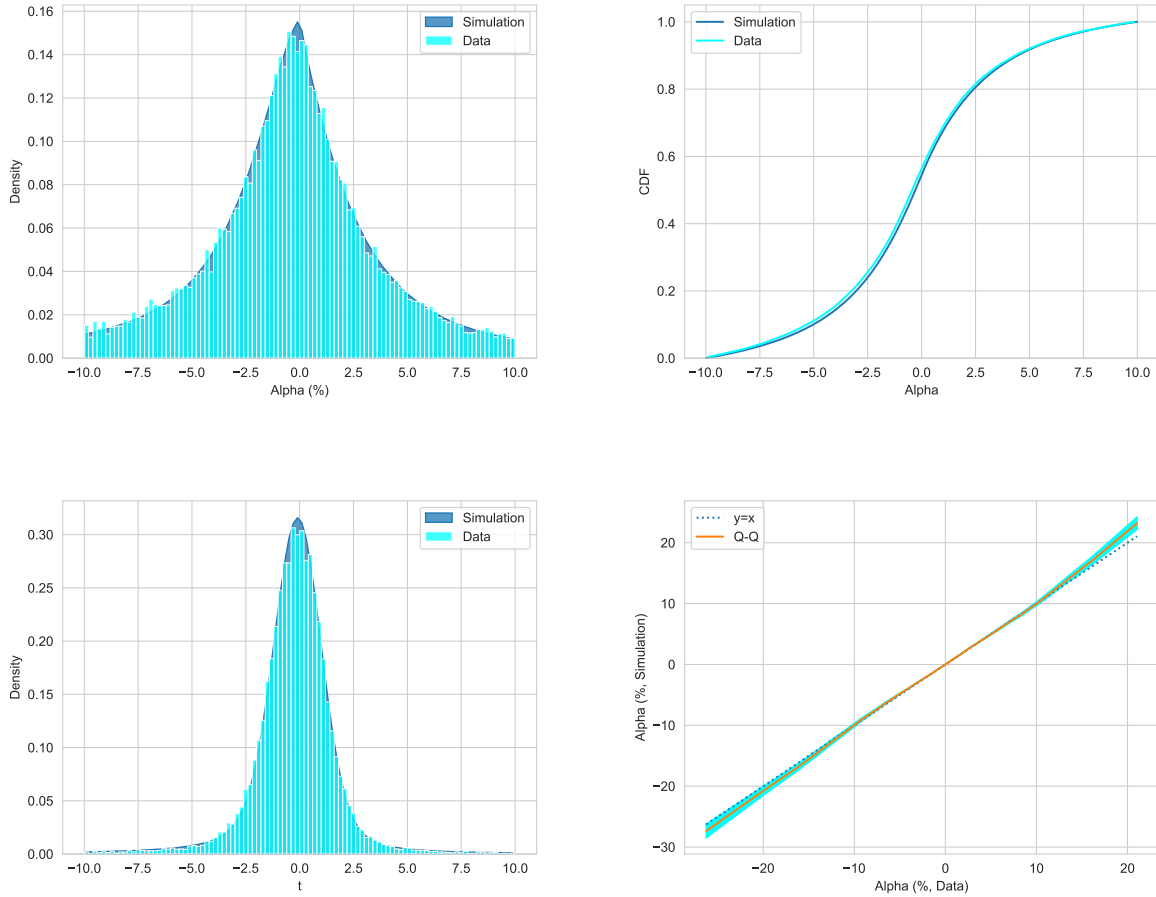 0.16
0.14
0.12
0.10
0.08
0.06
0.04
0.02
0.00
Density
−10.0 −7.5 −5.0 −2.5 0.0 2.5 5.0 7.5 10.0
Alpha (%)
Simulation
Data
1.0
0.8
0.6
0.4
0.2
0.0
CDF
−10.0 −7.5 −5.0 −2.5 0.0 2.5 5.0 7.5 10.0
Alpha
Simulation
Data
0.30
0.25
0.20
0.15
0.10
0.05
0.00
Density
−10.0 −7.5 −5.0 −2.5 0.0 2.5 5.0 7.5 10.0
t
Simulation
Data
20
10
0
−10
−20
−30
Alpha (%, Simulation)
−20 −10 0 10 20
Alpha (%, Data)
y=x
Q-Q